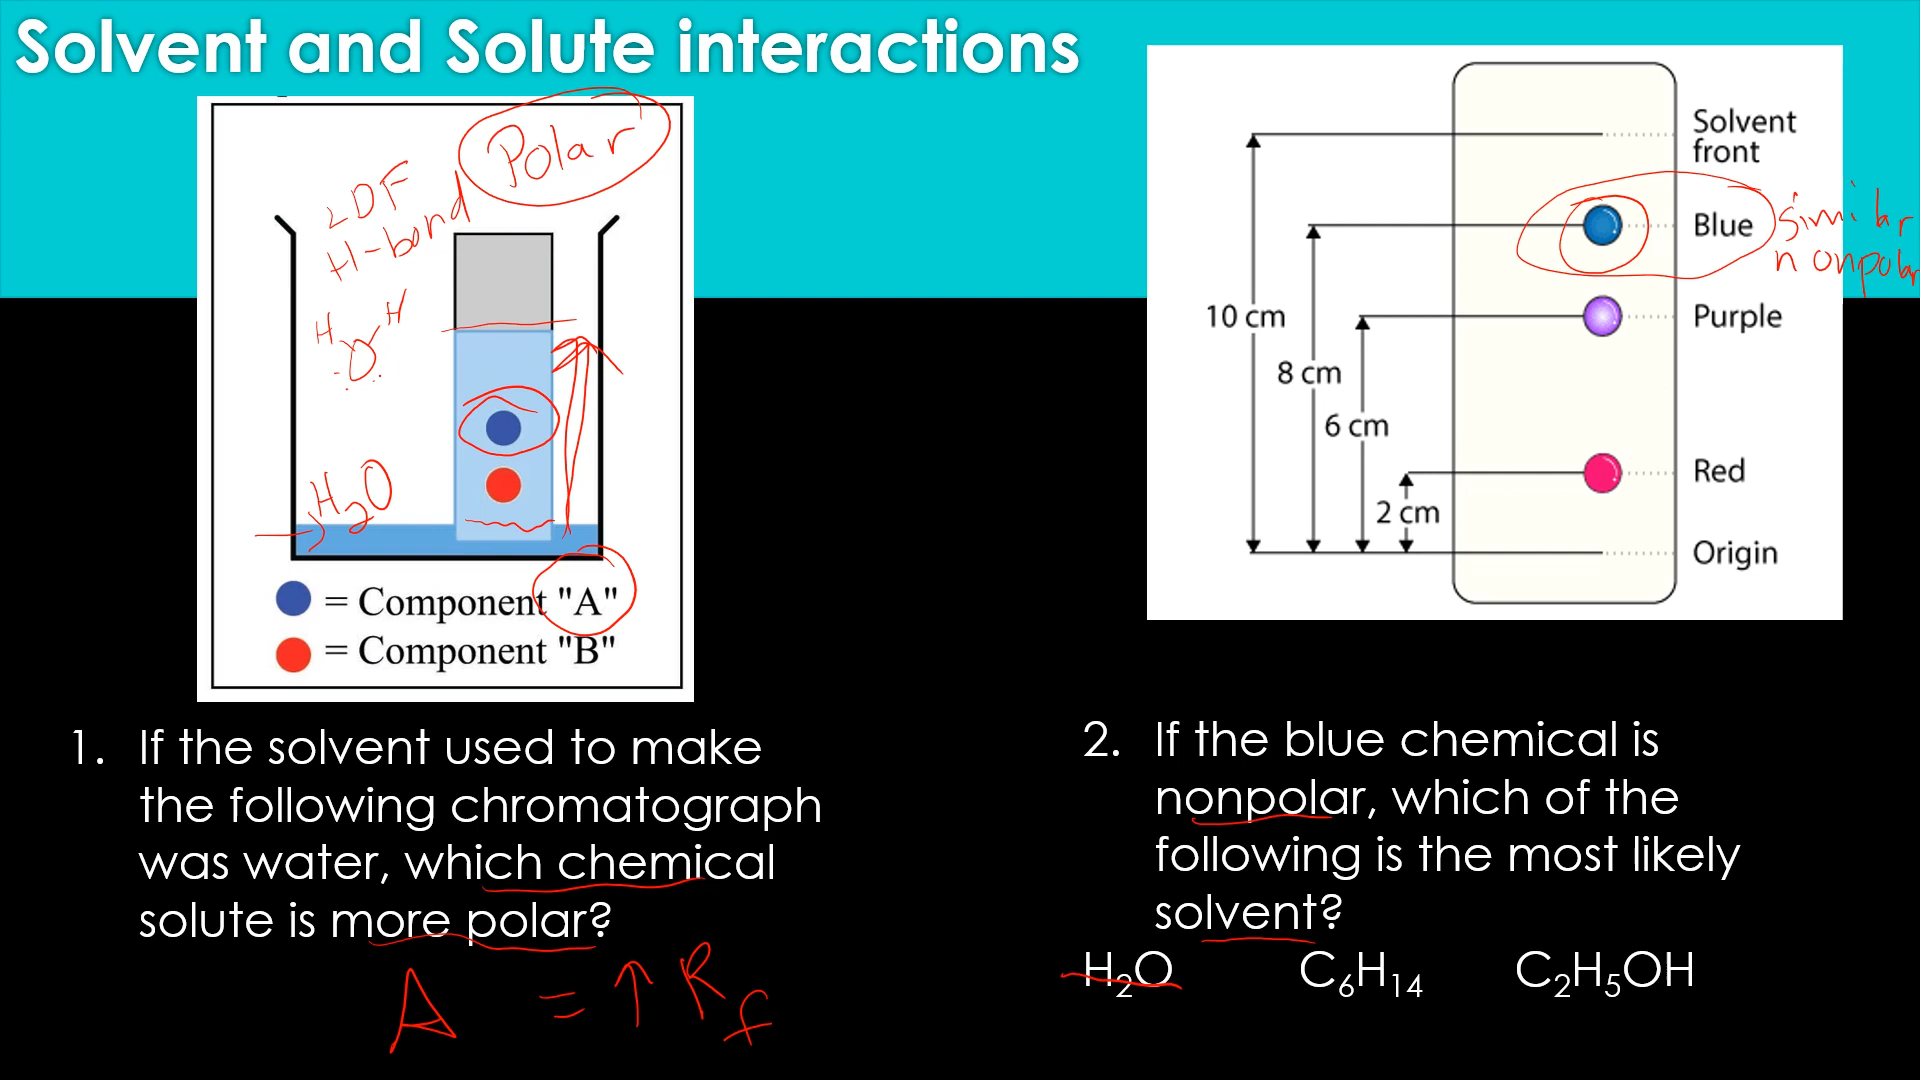 Solvent and Solute interactions
Polar
LDF
H-bond
H H
O
H₂O
= Component "A"
= Component "B"
1. If the solvent used to make
the following chromatograph
was water, which chemical
solute is more polar?
A = ↑ Rf
Solvent
front
Blue
similar
nonpolar
Purple
10 cm
8 cm
6 cm
Red
2 cm
Origin
2. If the blue chemical is
nonpolar, which of the
following is the most likely
solvent?
H₂O C₆H₁₄ C₂H₅OH